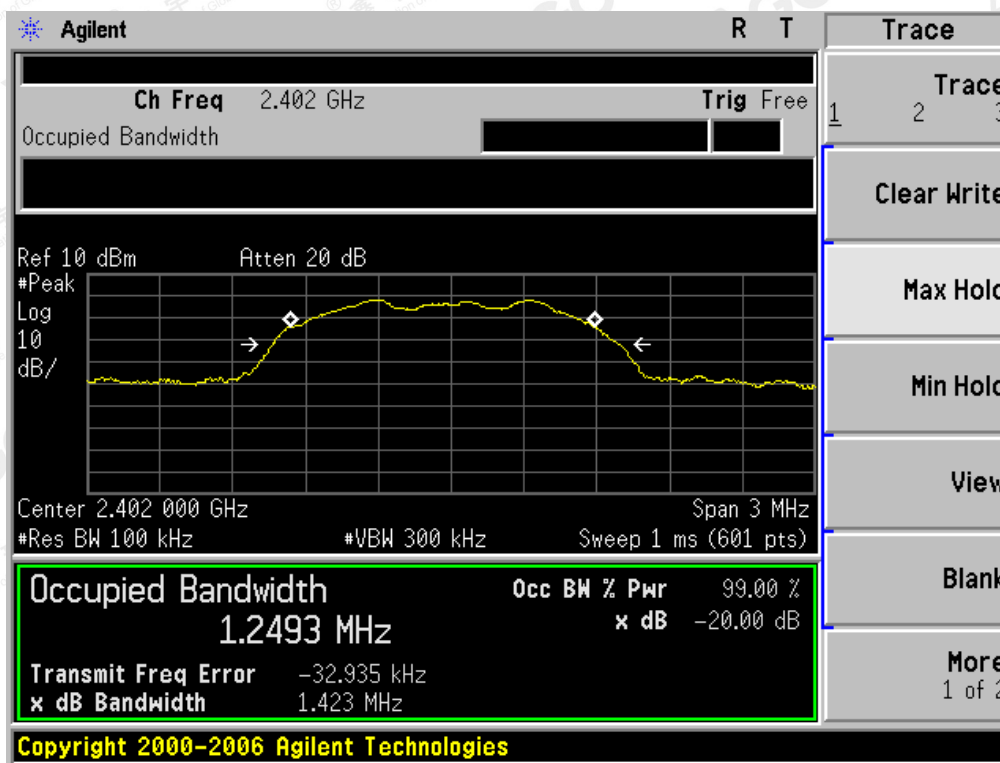 Agilent R T Trace
Ch Freq 2.402 GHz Trig Free
Occupied Bandwidth
Trace
1 2 3
Clear Write
Max Hold
Min Hold
View
Blank
More
1 of 2
Ref 10 dBm Atten 20 dB
#Peak
Log
10
dB/
Center 2.402 000 GHz Span 3 MHz
#Res BW 100 kHz #VBW 300 kHz Sweep 1 ms (601 pts)
Occupied Bandwidth Occ BW % Pwr 99.00 %
1.2493 MHz x dB -20.00 dB
Transmit Freq Error -32.935 kHz
x dB Bandwidth 1.423 MHz
Copyright 2000-2006 Agilent Technologies